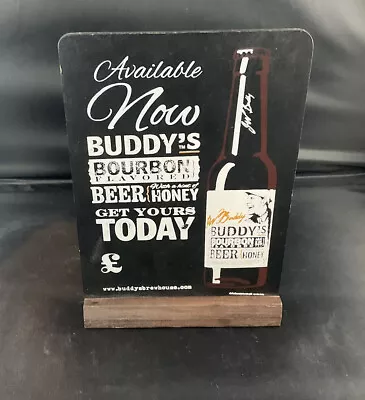 Available
Now
BUDDY'S
BOURBON
FLAVORED
BEER With a hint of HONEY
GET YOURS
TODAY
£
www.buddysbrewhouse.com
Buddy
BUDDY'S
BOURBON
BEER HONEY